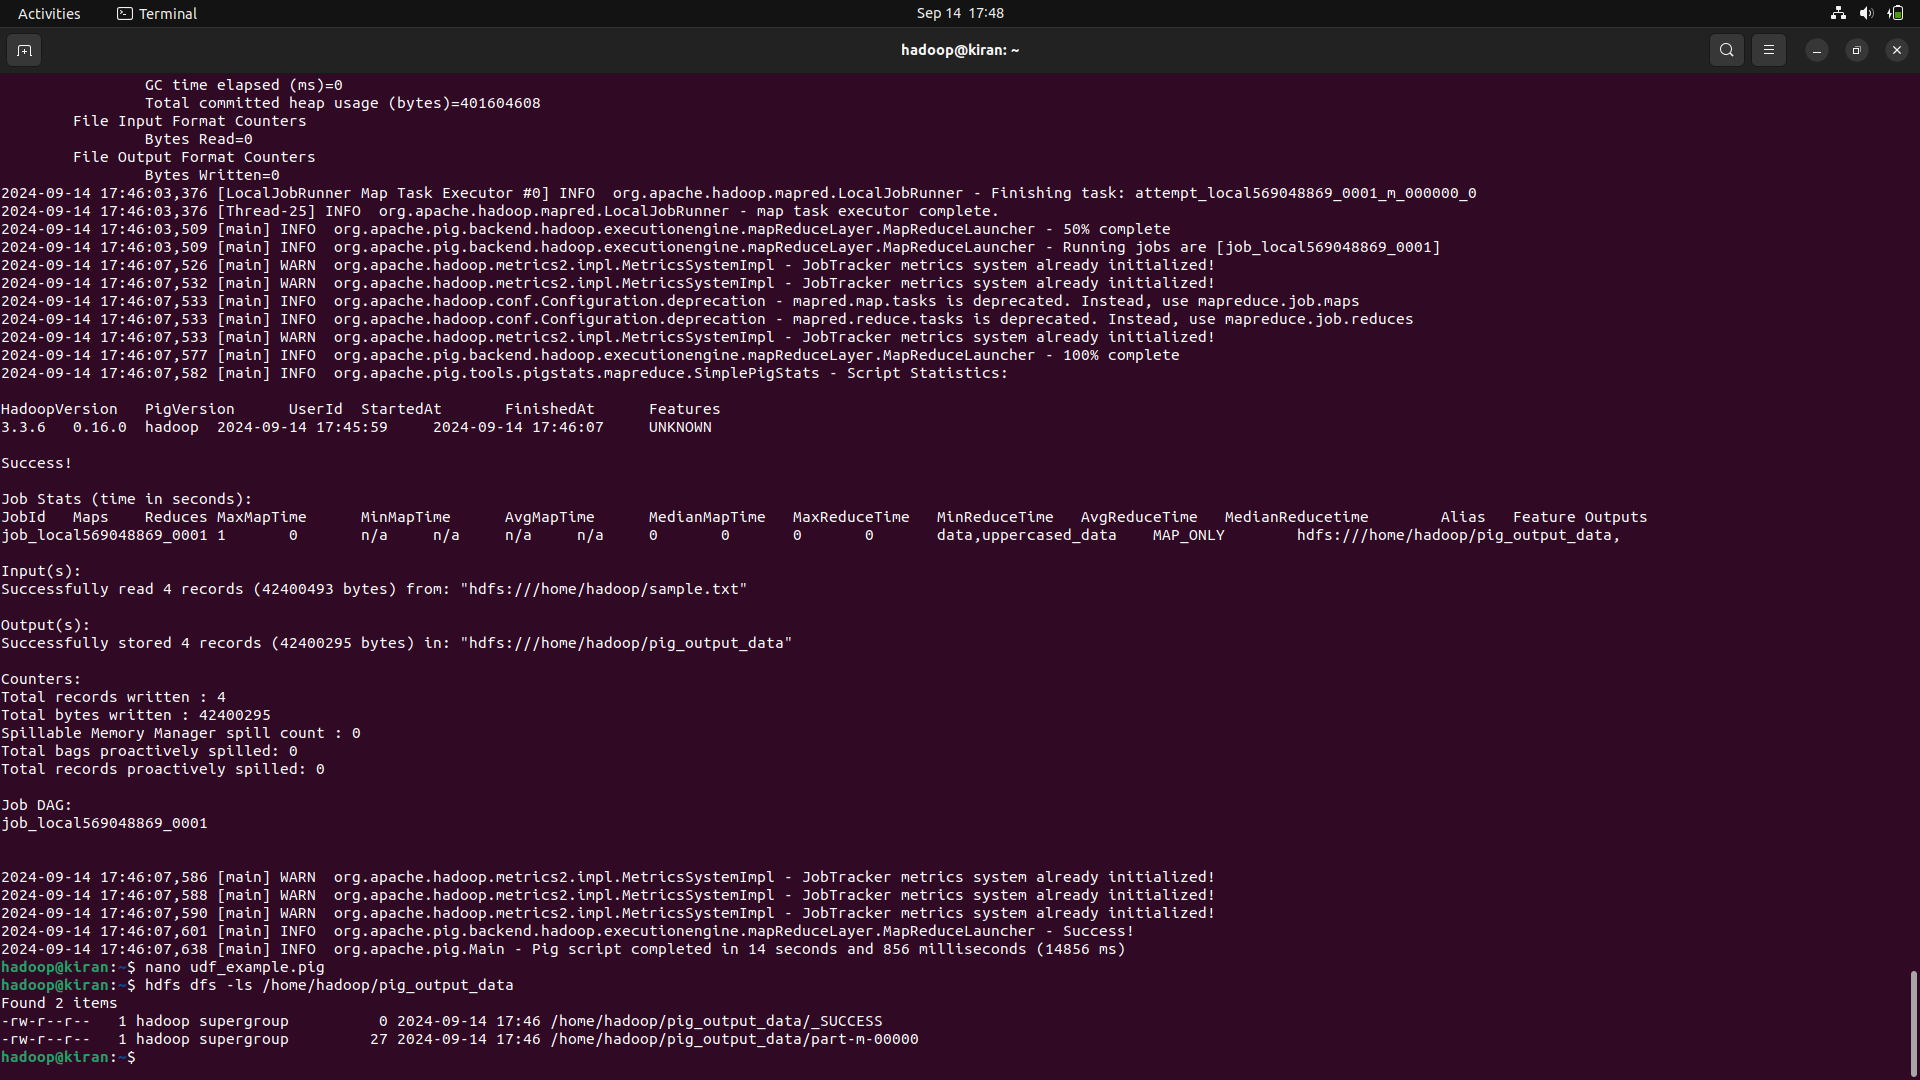 Activities Terminal Sep 14 17:48
hadoop@kiran: ~
GC time elapsed (ms)=0
Total committed heap usage (bytes)=401604608
File Input Format Counters
Bytes Read=0
File Output Format Counters
Bytes Written=0
2024-09-14 17:46:03,376 [LocalJobRunner Map Task Executor #0] INFO  org.apache.hadoop.mapred.LocalJobRunner - Finishing task: attempt_local569048869_0001_m_000000_0
2024-09-14 17:46:03,376 [Thread-25] INFO  org.apache.hadoop.mapred.LocalJobRunner - map task executor complete.
2024-09-14 17:46:03,509 [main] INFO  org.apache.pig.backend.hadoop.executionengine.mapReduceLayer.MapReduceLauncher - 50% complete
2024-09-14 17:46:03,509 [main] INFO  org.apache.pig.backend.hadoop.executionengine.mapReduceLayer.MapReduceLauncher - Running jobs are [job_local569048869_0001]
2024-09-14 17:46:07,526 [main] WARN  org.apache.hadoop.metrics2.impl.MetricsSystemImpl - JobTracker metrics system already initialized!
2024-09-14 17:46:07,532 [main] WARN  org.apache.hadoop.metrics2.impl.MetricsSystemImpl - JobTracker metrics system already initialized!
2024-09-14 17:46:07,533 [main] INFO  org.apache.hadoop.conf.Configuration.deprecation - mapred.map.tasks is deprecated. Instead, use mapreduce.job.maps
2024-09-14 17:46:07,533 [main] INFO  org.apache.hadoop.conf.Configuration.deprecation - mapred.reduce.tasks is deprecated. Instead, use mapreduce.job.reduces
2024-09-14 17:46:07,533 [main] WARN  org.apache.hadoop.metrics2.impl.MetricsSystemImpl - JobTracker metrics system already initialized!
2024-09-14 17:46:07,577 [main] INFO  org.apache.pig.backend.hadoop.executionengine.mapReduceLayer.MapReduceLauncher - 100% complete
2024-09-14 17:46:07,582 [main] INFO  org.apache.pig.tools.pigstats.mapreduce.SimplePigStats - Script Statistics:
HadoopVersion PigVersion UserId StartedAt FinishedAt Features
3.3.6 0.16.0 hadoop 2024-09-14 17:45:59 2024-09-14 17:46:07 UNKNOWN
Success!
Job Stats (time in seconds):
JobId Maps Reduces MaxMapTime MinMapTime AvgMapTime MedianMapTime MaxReduceTime MinReduceTime AvgReduceTime MedianReducetime Alias Feature Outputs
job_local569048869_0001 1 0 n/a n/a n/a n/a 0 0 0 0 data,uppercased_data MAP_ONLY hdfs:///home/hadoop/pig_output_data,
Input(s):
Successfully read 4 records (42400493 bytes) from: "hdfs:///home/hadoop/sample.txt"
Output(s):
Successfully stored 4 records (42400295 bytes) in: "hdfs:///home/hadoop/pig_output_data"
Counters:
Total records written : 4
Total bytes written : 42400295
Spillable Memory Manager spill count : 0
Total bags proactively spilled: 0
Total records proactively spilled: 0
Job DAG:
job_local569048869_0001
2024-09-14 17:46:07,586 [main] WARN  org.apache.hadoop.metrics2.impl.MetricsSystemImpl - JobTracker metrics system already initialized!
2024-09-14 17:46:07,588 [main] WARN  org.apache.hadoop.metrics2.impl.MetricsSystemImpl - JobTracker metrics system already initialized!
2024-09-14 17:46:07,590 [main] WARN  org.apache.hadoop.metrics2.impl.MetricsSystemImpl - JobTracker metrics system already initialized!
2024-09-14 17:46:07,601 [main] INFO  org.apache.pig.backend.hadoop.executionengine.mapReduceLayer.MapReduceLauncher - Success!
2024-09-14 17:46:07,638 [main] INFO  org.apache.pig.Main - Pig script completed in 14 seconds and 856 milliseconds (14856 ms)
hadoop@kiran:~$ nano udf_example.pig
hadoop@kiran:~$ hdfs dfs -ls /home/hadoop/pig_output_data
Found 2 items
-rw-r--r--   1 hadoop supergroup          0 2024-09-14 17:46 /home/hadoop/pig_output_data/_SUCCESS
-rw-r--r--   1 hadoop supergroup         27 2024-09-14 17:46 /home/hadoop/pig_output_data/part-m-00000
hadoop@kiran:~$